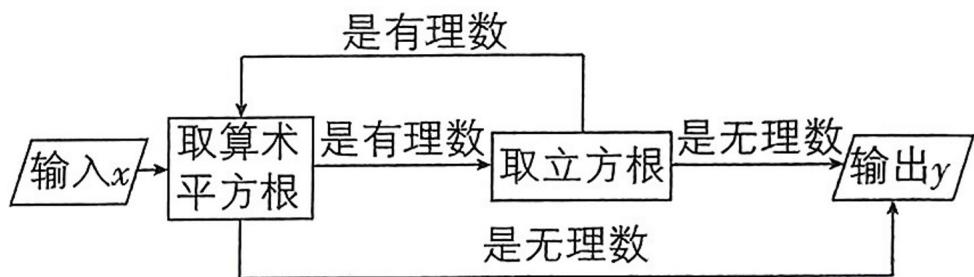 是有理数
输入x
取算术
平方根
是有理数
取立方根
是无理数
输出y
是无理数